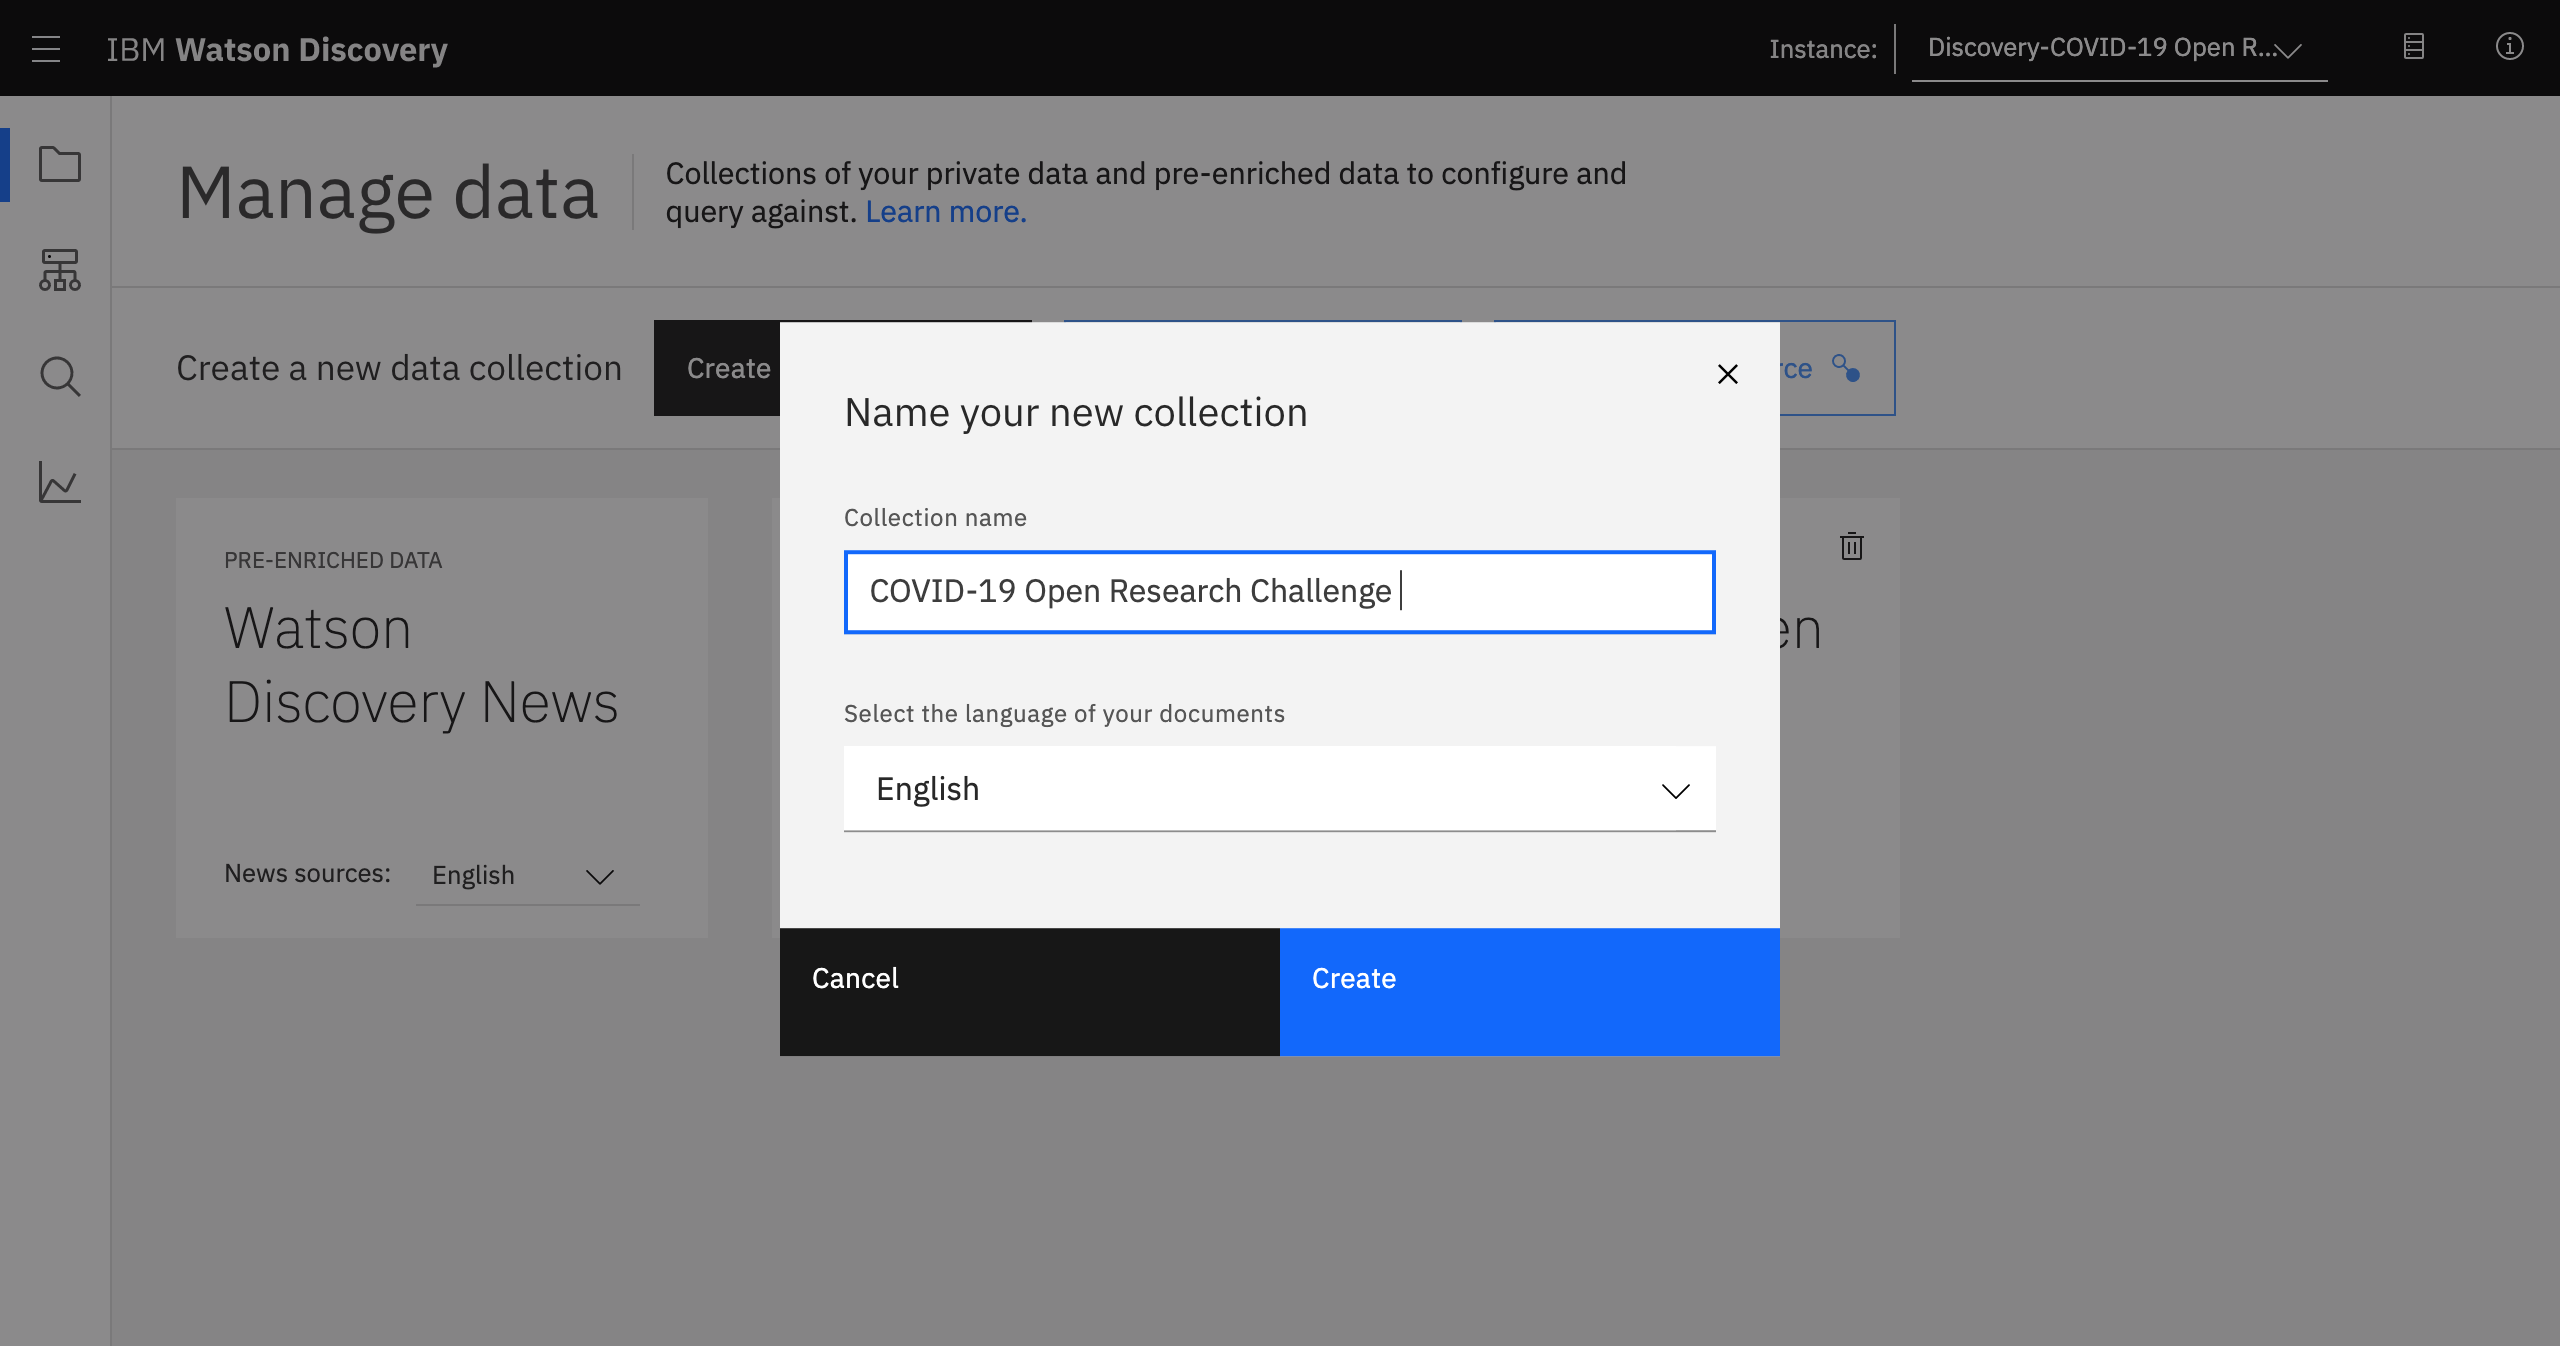 IBM Watson Discovery
Instance:
Discovery-COVID-19 Open R...
Manage data
Collections of your private data and pre-enriched data to configure and
query against. Learn more.
Create a new data collection
Create
Name your new collection
Collection name
COVID-19 Open Research Challenge
Select the language of your documents
English
Cancel
Create
PRE-ENRICHED DATA
Watson
Discovery News
News sources:
English